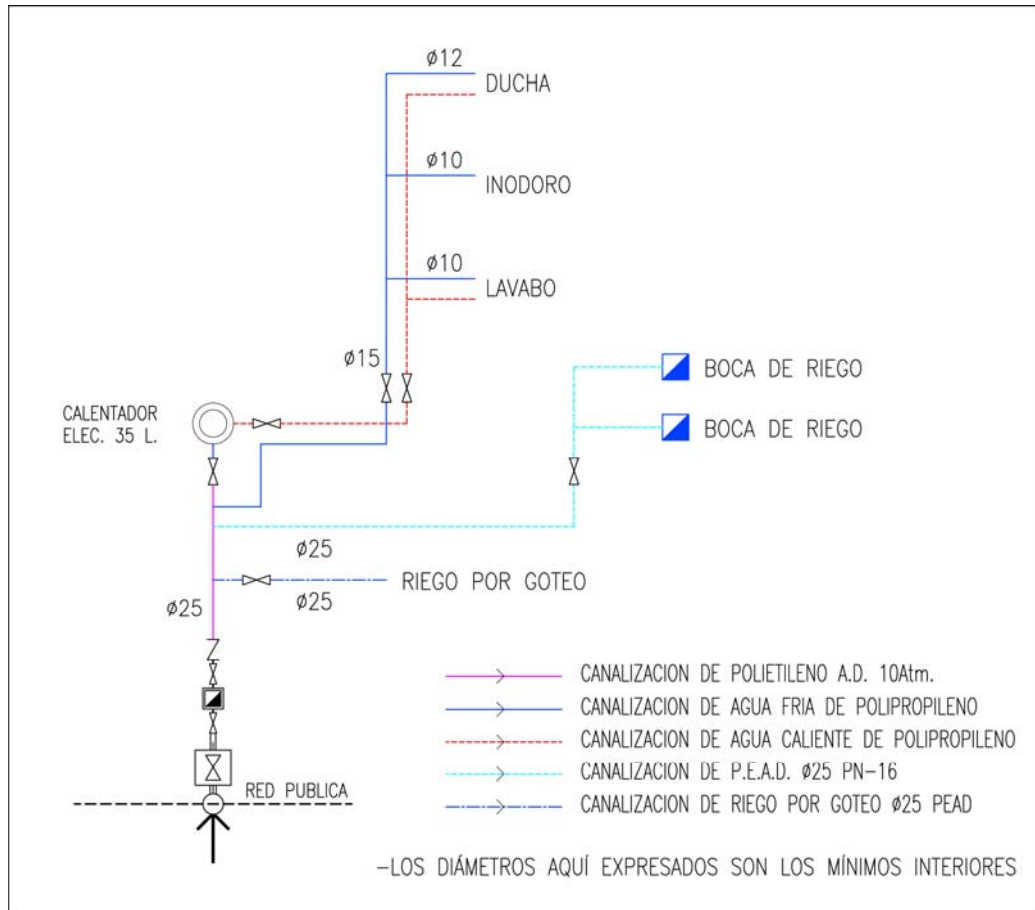 ø12
DUCHA
ø10
INODORO
ø10
LAVABO
ø15
BOCA DE RIEGO
CALENTADOR
ELEC. 35 L.
BOCA DE RIEGO
ø25
RIEGO POR GOTEO
ø25
ø25
CANALIZACION DE POLIETILENO A.D. 10Atm.
CANALIZACION DE AGUA FRIA DE POLIPROPILENO
CANALIZACION DE AGUA CALIENTE DE POLIPROPILENO
CANALIZACION DE P.E.A.D. ø25 PN-16
RED PUBLICA
CANALIZACION DE RIEGO POR GOTEO ø25 PEAD
-LOS DIÁMETROS AQUÍ EXPRESADOS SON LOS MÍNIMOS INTERIORES